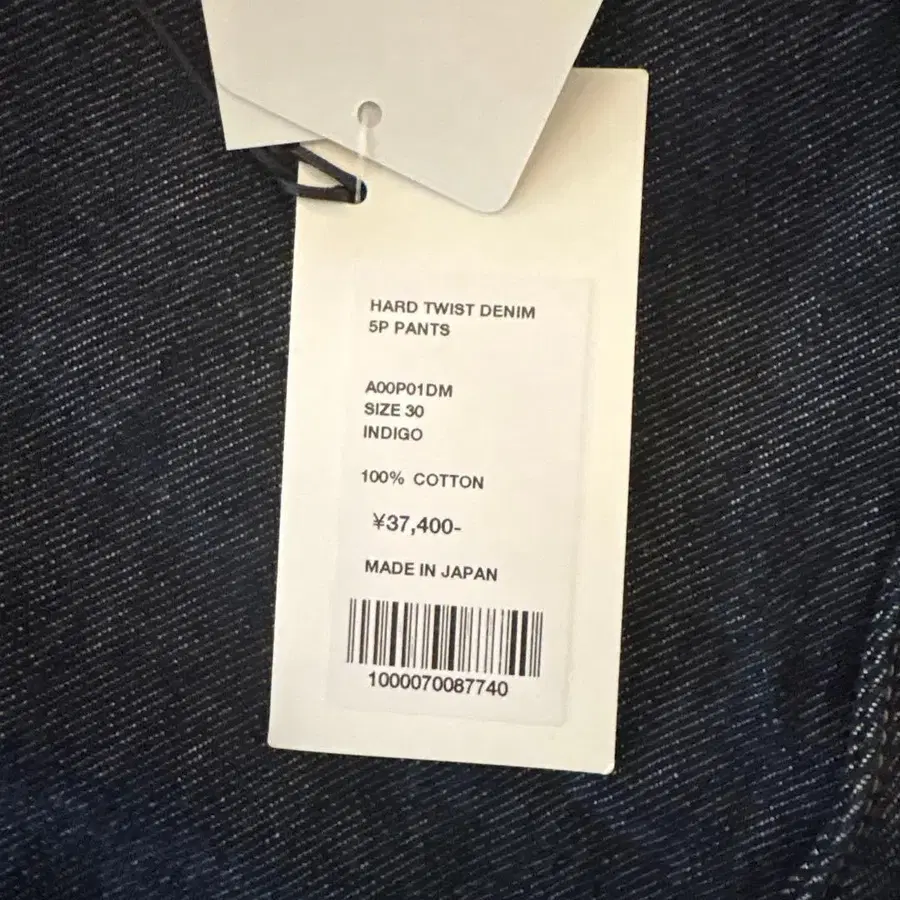 HARD TWIST DENIM
5P PANTS
A00P01DM
SIZE 30
INDIGO
100% COTTON
¥37,400-
MADE IN JAPAN
1000070087740